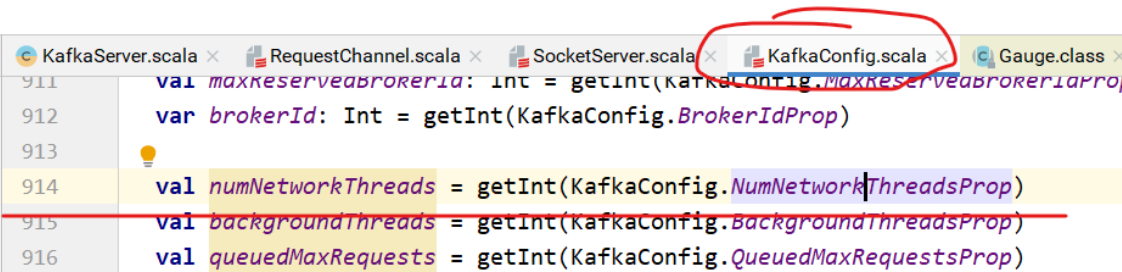 KafkaServer.scala × RequestChannel.scala × SocketServer.scala × KafkaConfig.scala × Gauge.class ×
911 val maxReservedBrokerId: Int = getInt(KafkaConfig.MaxReservedBrokerIdProp
912 var brokerId: Int = getInt(KafkaConfig.BrokerIdProp)
913
914 val numNetworkThreads = getInt(KafkaConfig.NumNetworkThreadsProp)
915 val backgroundThreads = getInt(KafkaConfig.BackgroundThreadsProp)
916 val queuedMaxRequests = getInt(KafkaConfig.QueuedMaxRequestsProp)